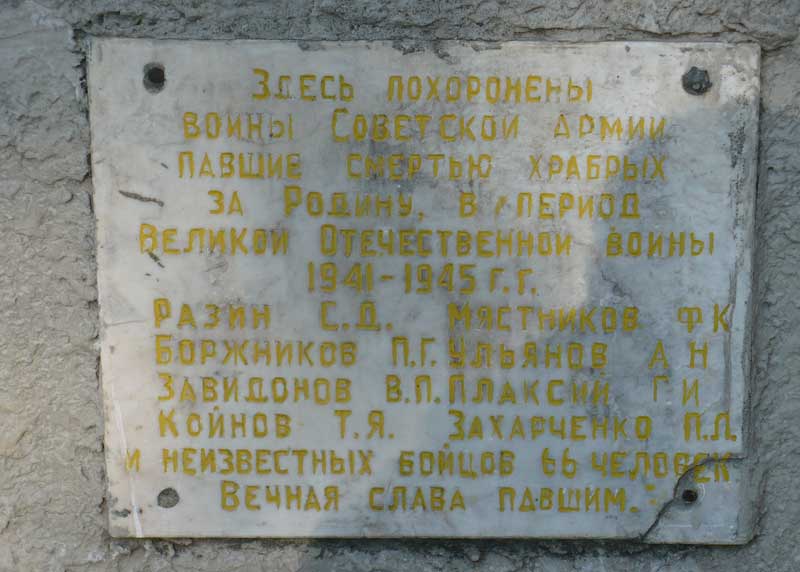 Здесь похоронены
воины Советской Армии
павшие смертью храбрых
за Родину, в период
Великой Отечественной воины
1941-1945 г.г.
Разин С.Д. Мястников Ф К
Боржников П.Г. Ульянов А Н
Завидонов В.П. Плаксин Г И
Койнов Т.Я. Захарченко П.Л.
и неизвестных бойцов 66 человек
Вечная слава павшим.